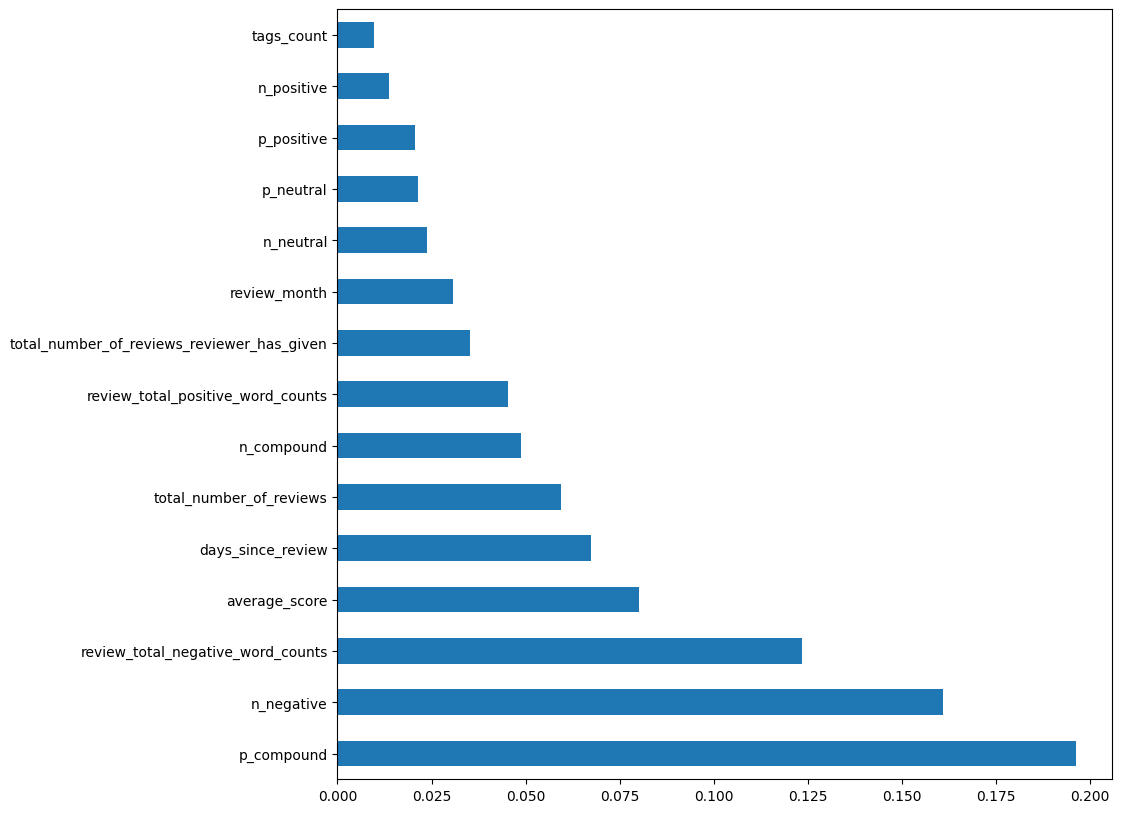 tags_count
n_positive
p_positive
p_neutral
n_neutral
review_month
total_number_of_reviews_reviewer_has_given
review_total_positive_word_counts
n_compound
total_number_of_reviews
days_since_review
average_score
review_total_negative_word_counts
n_negative
p_compound
0.000 0.025 0.050 0.075 0.100 0.125 0.150 0.175 0.200